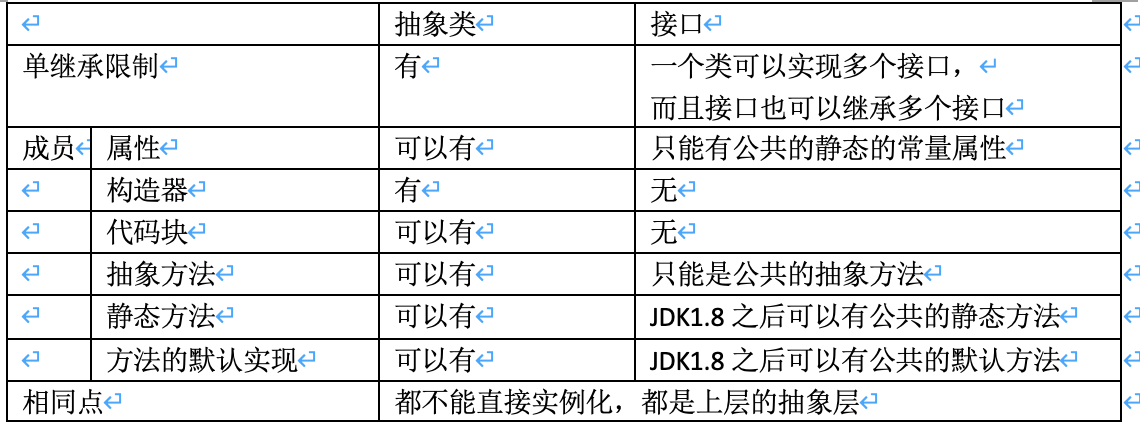 抽象类 接口
单继承限制 有 一个类可以实现多个接口，
而且接口也可以继承多个接口
成员 属性 可以有 只能有公共的静态的常量属性
构造器 有 无
代码块 可以有 无
抽象方法 可以有 只能是公共的抽象方法
静态方法 可以有 JDK1.8 之后可以有公共的静态方法
方法的默认实现 可以有 JDK1.8 之后可以有公共的默认方法
相同点 都不能直接实例化，都是上层的抽象层